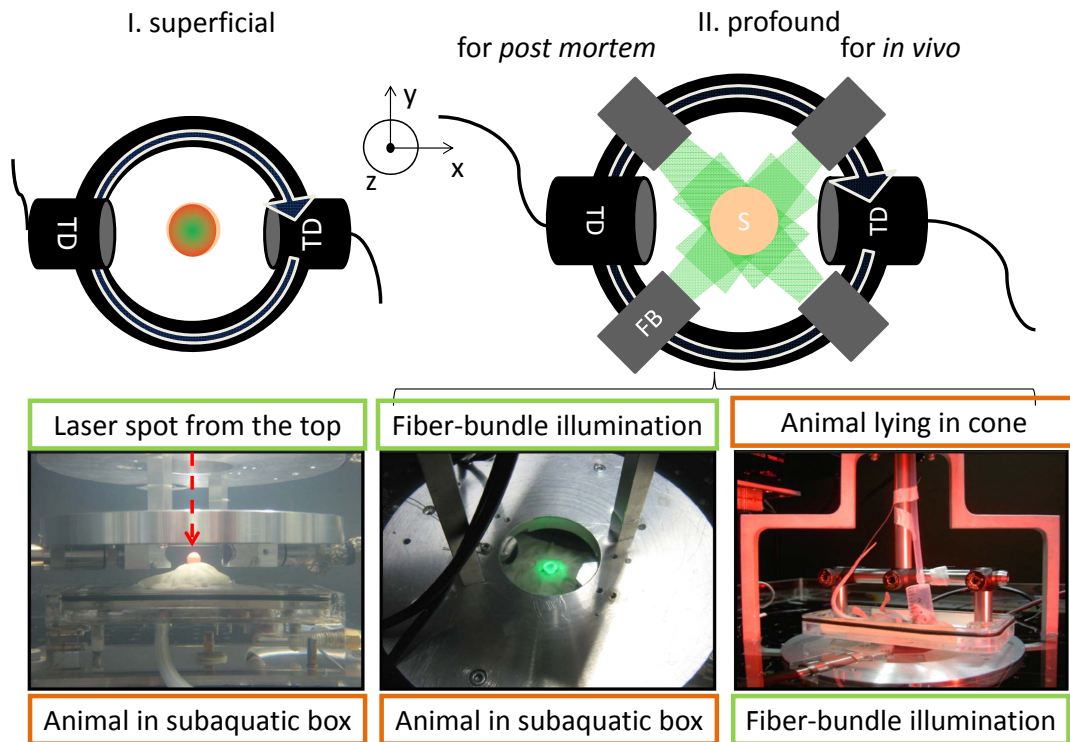 I. superficial
II. profound
for post mortem
for in vivo
y
x
z
TD
TD
TD
TD
S
FB
Laser spot from the top
Fiber-bundle illumination
Animal lying in cone
Animal in subaquatic box
Animal in subaquatic box
Fiber-bundle illumination